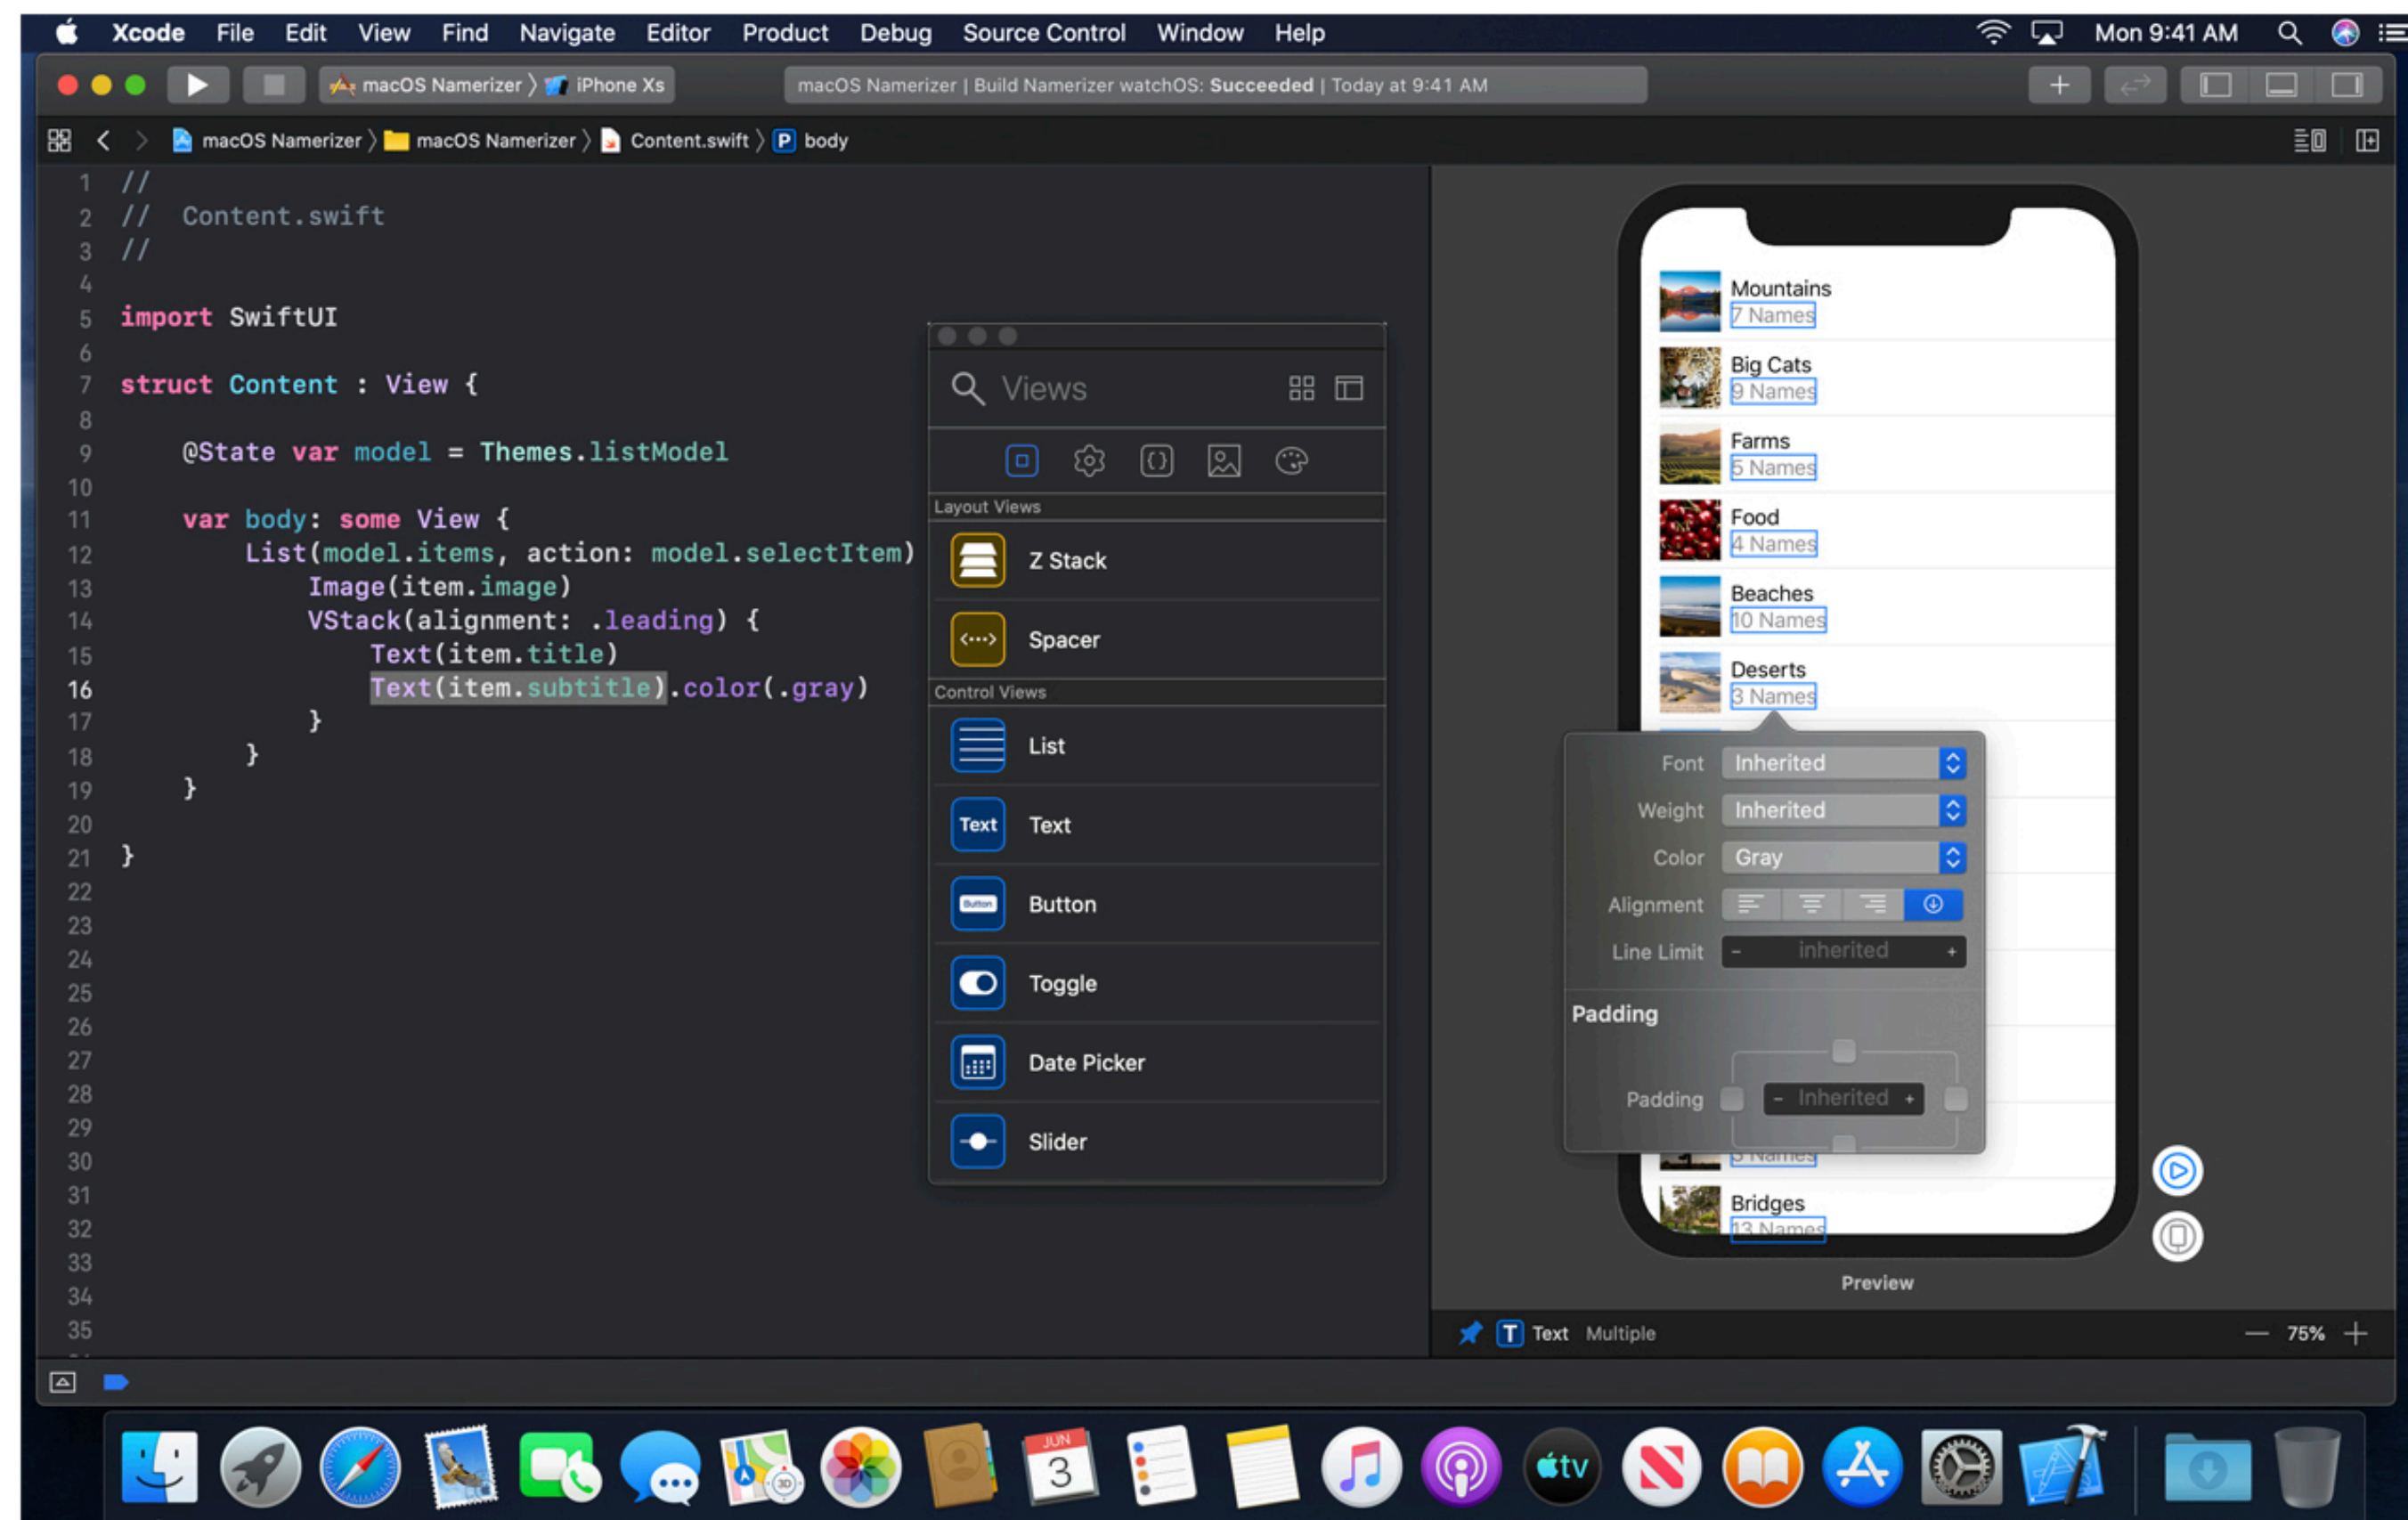 Xcode File Edit View Find Navigate Editor Product Debug Source Control Window Help Mon 9:41 AM
macOS Namerizer 〉 iPhone Xs
macOS Namerizer | Build Namerizer watchOS: Succeeded | Today at 9:41 AM
macOS Namerizer 〉 macOS Namerizer 〉 Content.swift 〉 P body
1 //
2 // Content.swift
3 //
4
5 import SwiftUI
6
7 struct Content : View {
8
9 @State var model = Themes.listModel
10
11 var body: some View {
12 List(model.items, action: model.selectItem)
13 Image(item.image)
14 VStack(alignment: .leading) {
15 Text(item.title)
16 Text(item.subtitle).color(.gray)
17 }
18 }
19 }
20
21 }
22
23
24
25
26
27
28
29
30
31
32
33
34
35
Views
Layout Views
Z Stack
Spacer
Control Views
List
Text Text
Button Button
Toggle
Date Picker
Slider
Mountains
7 Names
Big Cats
9 Names
Farms
5 Names
Food
4 Names
Beaches
10 Names
Deserts
3 Names
Font Inherited
Weight Inherited
Color Gray
Alignment
Line Limit - inherited +
Padding
Padding - Inherited +
5 Names
Bridges
13 Names
Preview
T Text Multiple
— 75% +
JUN
3
3D
tv